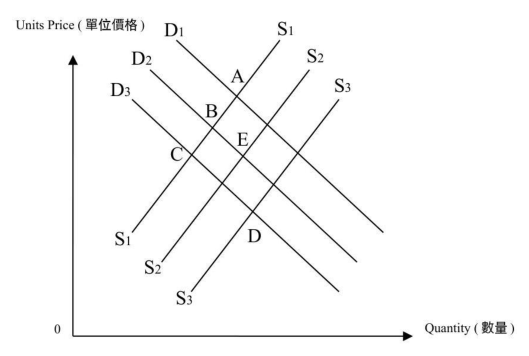 Units Price ( 單位價格 )
D1
S1
D2
S2
D3
A
S3
B
E
C
S1
D
S2
S3
0
Quantity ( 數量 )